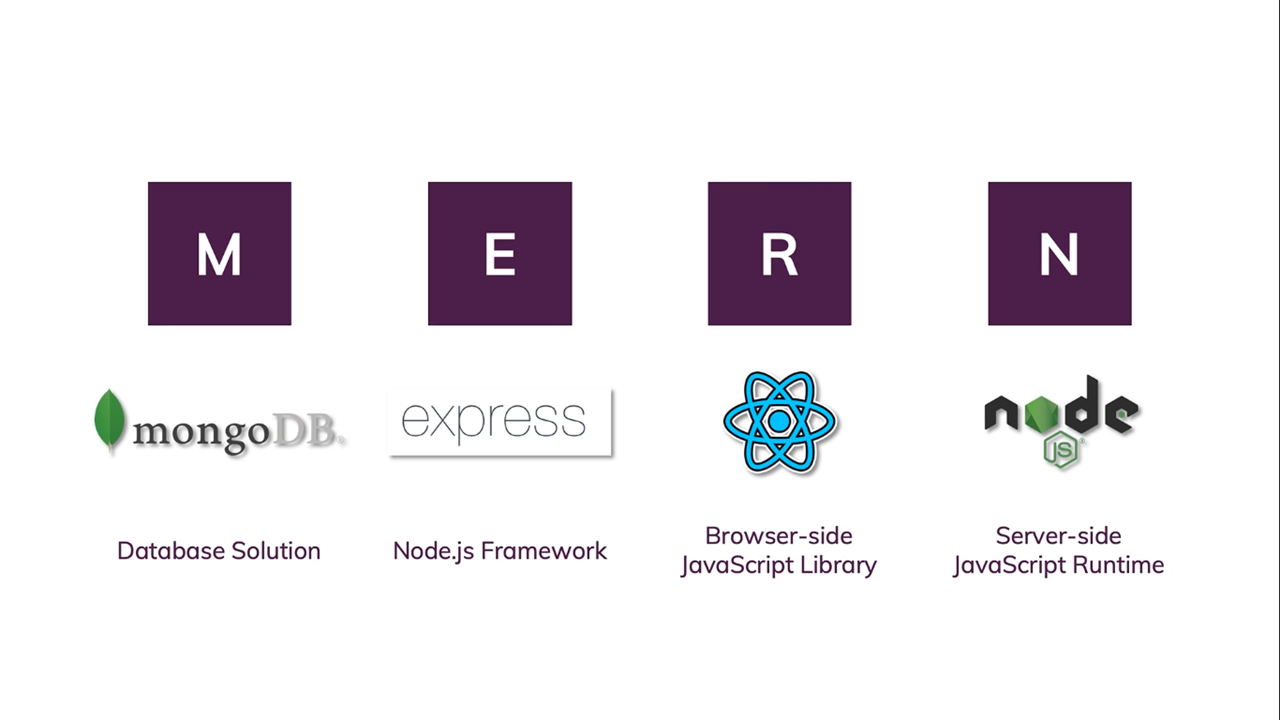 M E R N
mongoDB
express
node
JS
Database Solution
Node.js Framework
Browser-side
JavaScript Library
Server-side
JavaScript Runtime